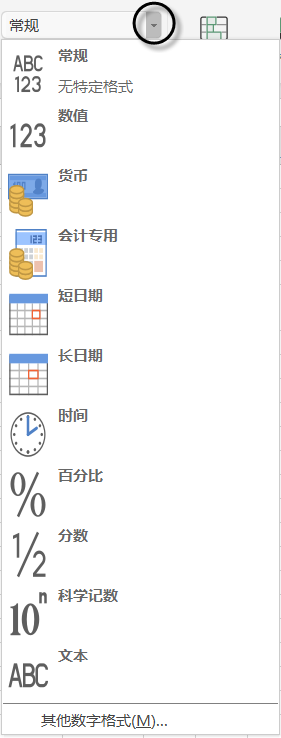 常规
ABC
123
常规
无特定格式
123
数值
货币
123
会计专用
短日期
长日期
时间
%
百分比
1/2
分数
10ⁿ
科学记数
ABC
文本
其他数字格式(M)...